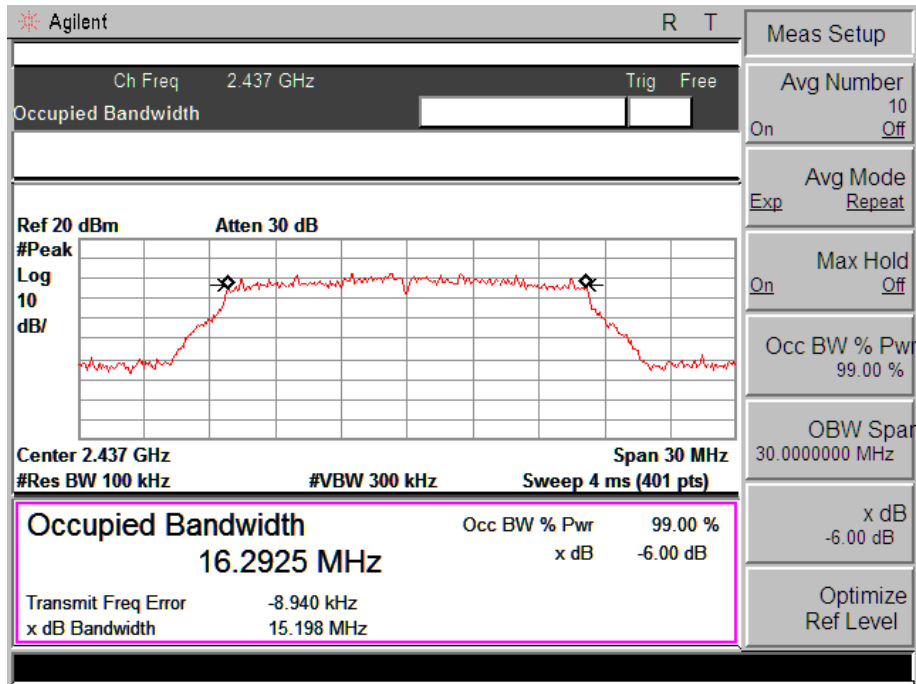 Agilent R T
Ch Freq 2.437 GHz Trig Free
Occupied Bandwidth
Ref 20 dBm Atten 30 dB
#Peak
Log
10
dB/
Center 2.437 GHz Span 30 MHz
#Res BW 100 kHz #VBW 300 kHz Sweep 4 ms (401 pts)
Occupied Bandwidth Occ BW % Pwr 99.00 %
16.2925 MHz x dB -6.00 dB
Transmit Freq Error -8.940 kHz
x dB Bandwidth 15.198 MHz
Meas Setup
Avg Number
10
On Off
Avg Mode
Exp Repeat
Max Hold
On Off
Occ BW % Pwr
99.00 %
OBW Span
30.0000000 MHz
x dB
-6.00 dB
Optimize
Ref Level